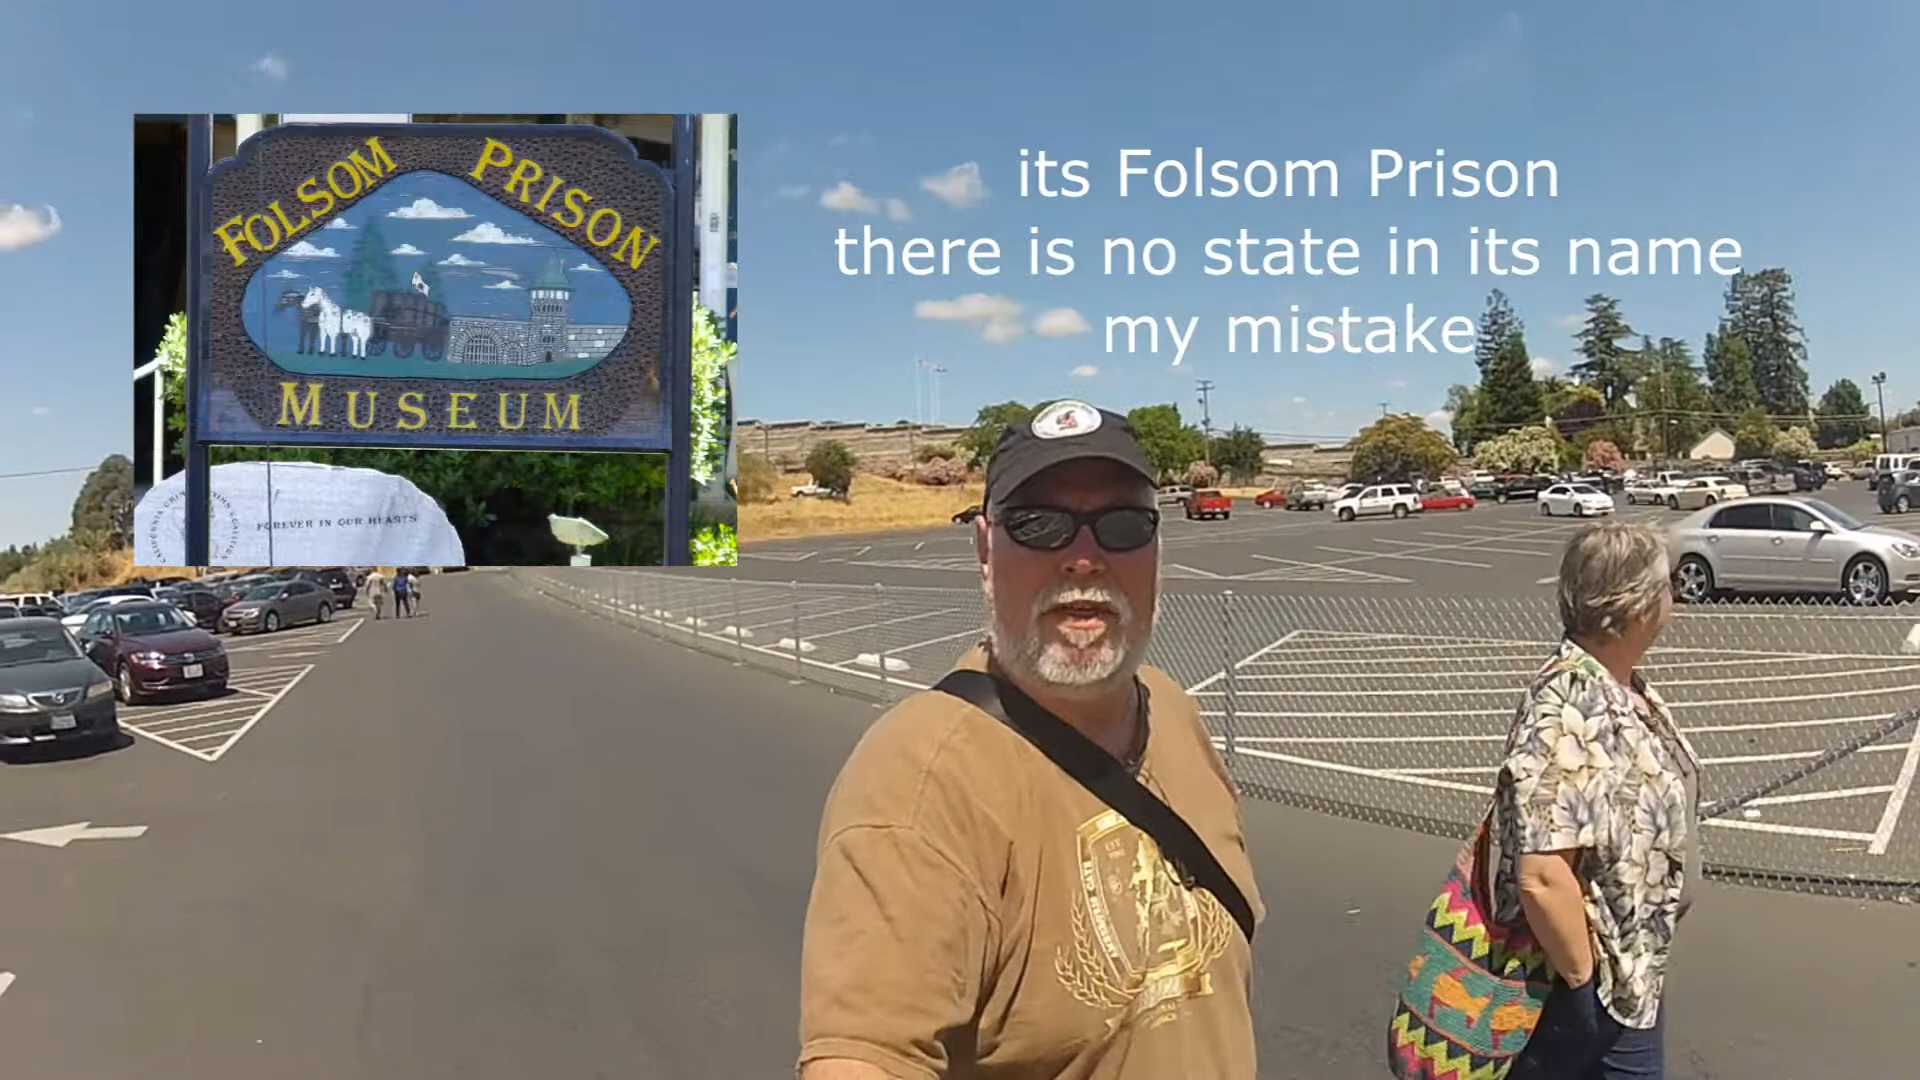 FOLSOM PRISON
MUSEUM
FOREVER IN OUR HEARTS
its Folsom Prison
there is no state in its name
my mistake
EST